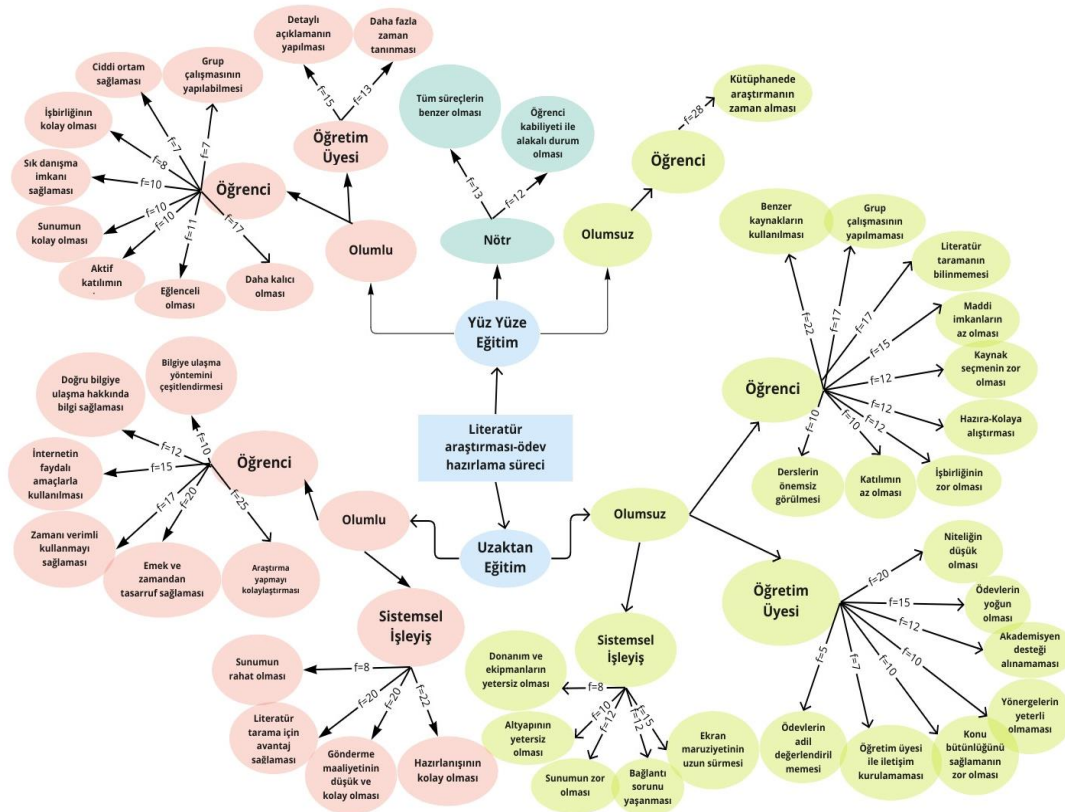 Detaylı
açıklamanın
yapılması
Daha fazla
zaman
tanınması
f=15
f=13
Öğretim
Üyesi
Ciddi ortam
sağlaması
Grup
çalışmasının
yapılabilmesi
İşbirliğinin
kolay olması
Sık danışma
imkanı
sağlaması
Sunumun
kolay olması
Aktif
katılımın
Eğlenceli
olması
Daha kalıcı
olması
f=7
f=7
f=8
f=10
f=10
f=10
f=11
f=17
Öğrenci
Olumlu
Tüm süreçlerin
benzer olması
Öğrenci
kabiliyeti ile
alakalı durum
olması
f=13
f=12
Nötr
Kütüphanede
araştırmanın
zaman alması
f=28
Öğrenci
Olumsuz
Yüz Yüze
Eğitim
Literatür
araştırması-ödev
hazırlama süreci
Uzaktan
Eğitim
Bilgiye ulaşma
yöntemini
çeşitlendirmesi
Doğru bilgiye
ulaşma hakkında
bilgi sağlaması
İnternetin
faydalı
amaçlarla
kullanılması
Zamanı verimli
kullanmayı
sağlaması
Emek ve
zamandan
tasarruf sağlaması
Araştırma
yapmayı
kolaylaştırması
f=10
f=12
f=15
f=17
f=20
f=25
Öğrenci
Olumlu
Sistemsel
İşleyiş
f=8
f=20
f=20
f=22
Sunumun
rahat olması
Literatür
tarama için
avantaj
sağlaması
Gönderme
maaliyetinin
düşük ve
kolay olması
Hazırlanışının
kolay olması
Olumsuz
Sistemsel
İşleyiş
Donanım ve
ekipmanların
yetersiz olması
Altyapının
yetersiz
olması
Sunumun zor
olması
Bağlantı
sorunu
yaşanması
Ekran
maruziyetinin
uzun sürmesi
f=8
f=10
f=12
f=12
f=15
Öğrenci
Benzer
kaynakların
kullanılması
Grup
çalışmasının
yapılmaması
Literatür
taramanın
bilinmemesi
Maddi
imkanların
az olması
Kaynak
seçmenin zor
olması
Hazıra-Kolaya
alıştırması
İşbirliğinin
zor olması
Katılımın
az olması
Derslerin
önemsiz
görülmesi
f=22
f=17
f=17
f=15
f=12
f=12
f=12
f=10
f=10
Öğretim
Üyesi
Niteliğin
düşük
olması
Ödevlerin
yoğun
olması
Akademisyen
desteği
alınamaması
Yönergelerin
yeterli
olmaması
Konu
bütünlüğünü
sağlamanın
zor olması
Öğretim üyesi
ile iletişim
kurulamaması
Ödevlerin
adil
değerlendiril
memesi
f=20
f=15
f=12
f=10
f=10
f=7
f=5